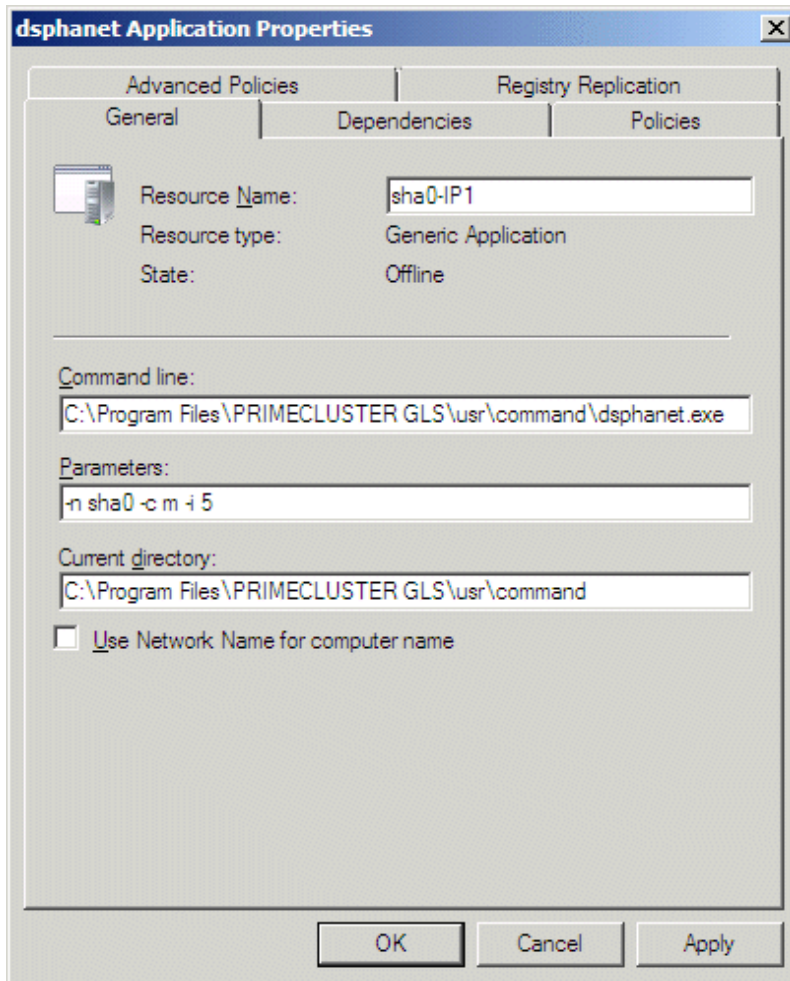 dsphanet Application Properties
Advanced Policies Registry Replication
General Dependencies Policies
Resource Name: sha0-IP1
Resource type: Generic Application
State: Offline
Command line:
C:\Program Files\PRIMECLUSTER GLS\usr\command\dsphanet.exe
Parameters:
-n sha0 -c m -i 5
Current directory:
C:\Program Files\PRIMECLUSTER GLS\usr\command
Use Network Name for computer name
OK Cancel Apply